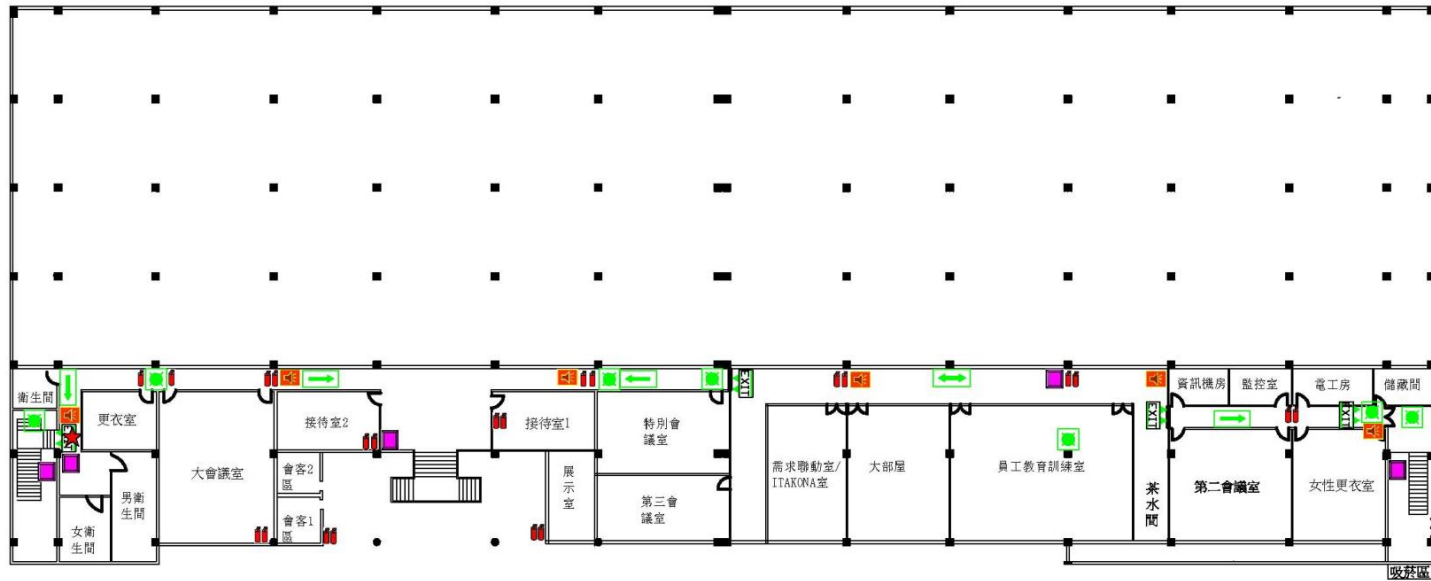 衛生間
更衣室
大會議室
女衛
生間
男衛
生間
接待室2
會客2
區
會客1
區
接待室1
展
示
室
特別會
議室
第三會
議室
EXIT
需求聯動室/
ITAKONA室
大部屋
員工教育訓練室
茶
水
間
EXIT
資訊機房
監控室
電工房
儲藏間
EXIT
第二會議室
女性更衣室
吸菸區